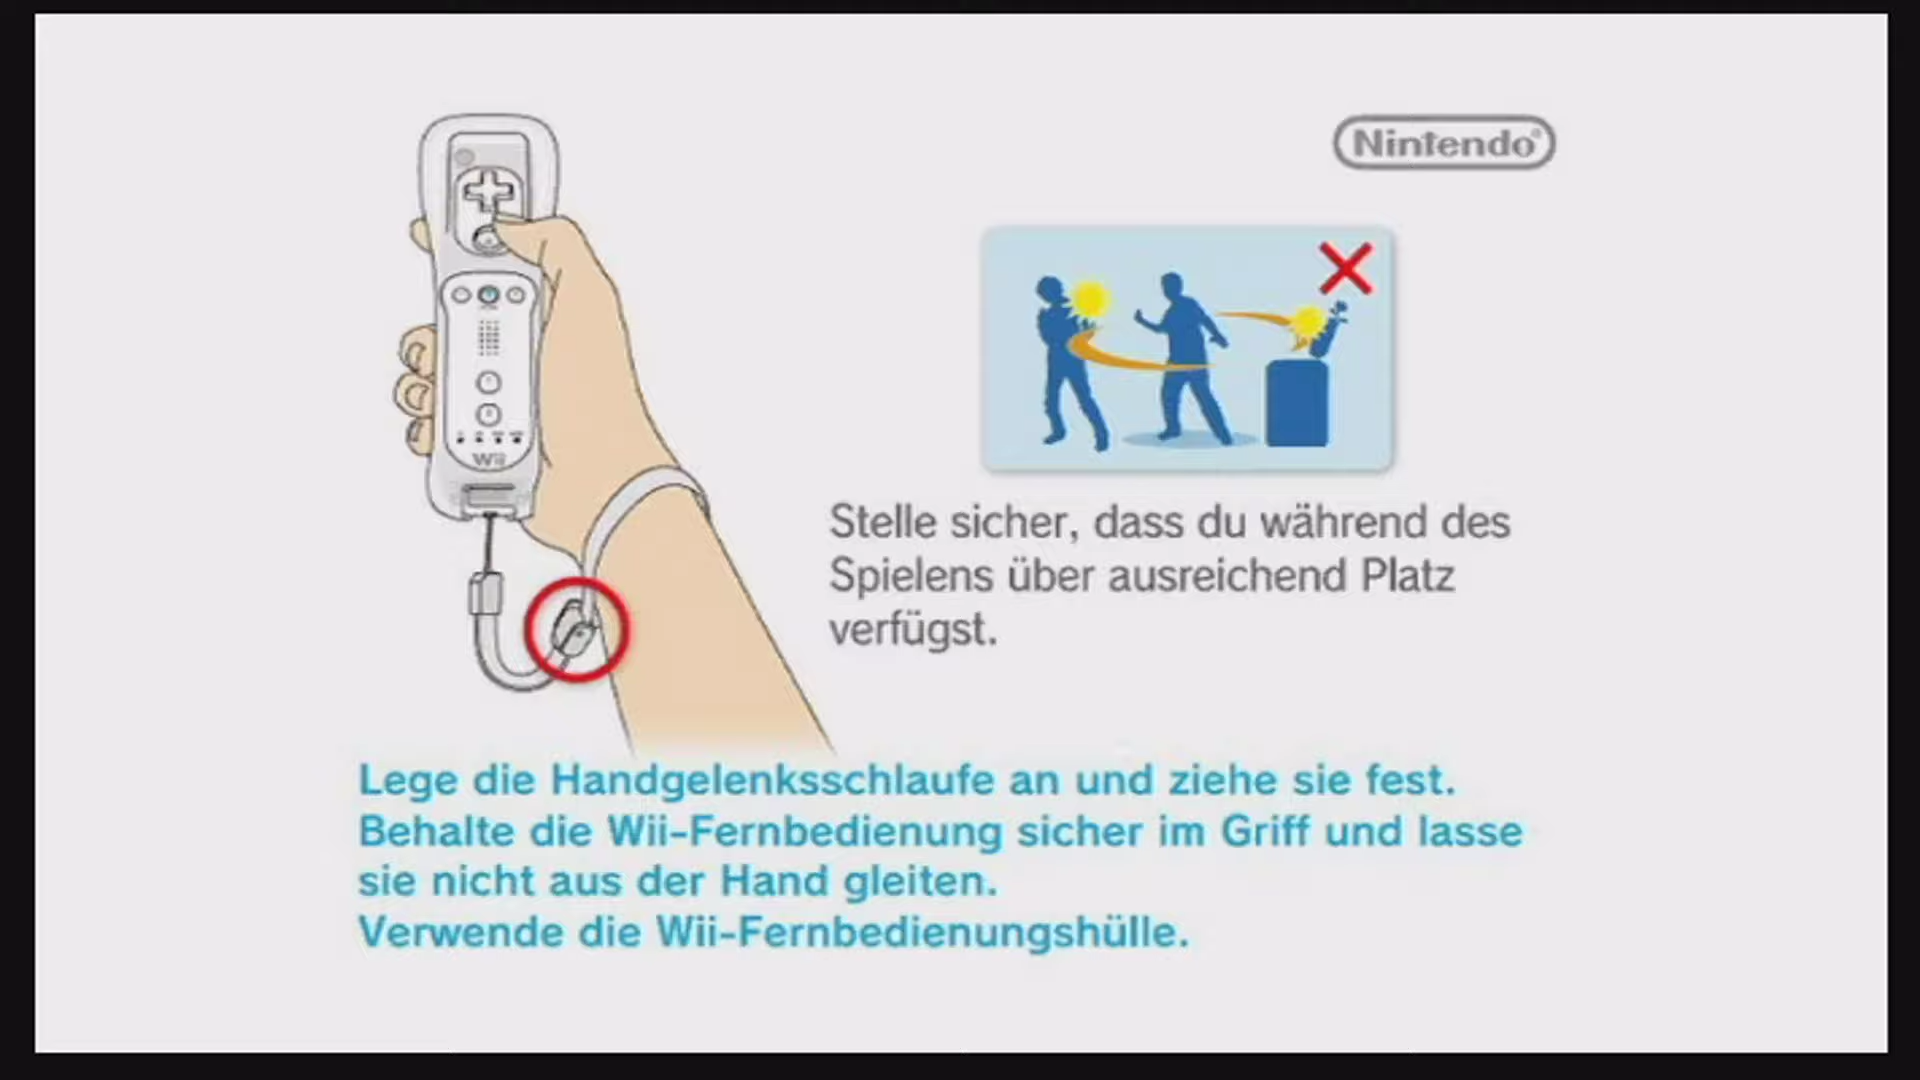 Nintendo®
Wii
Stelle sicher, dass du während des
Spielens über ausreichend Platz
verfügst.
Lege die Handgelenksschlaufe an und ziehe sie fest.
Behalte die Wii-Fernbedienung sicher im Griff und lasse
sie nicht aus der Hand gleiten.
Verwende die Wii-Fernbedienungshülle.